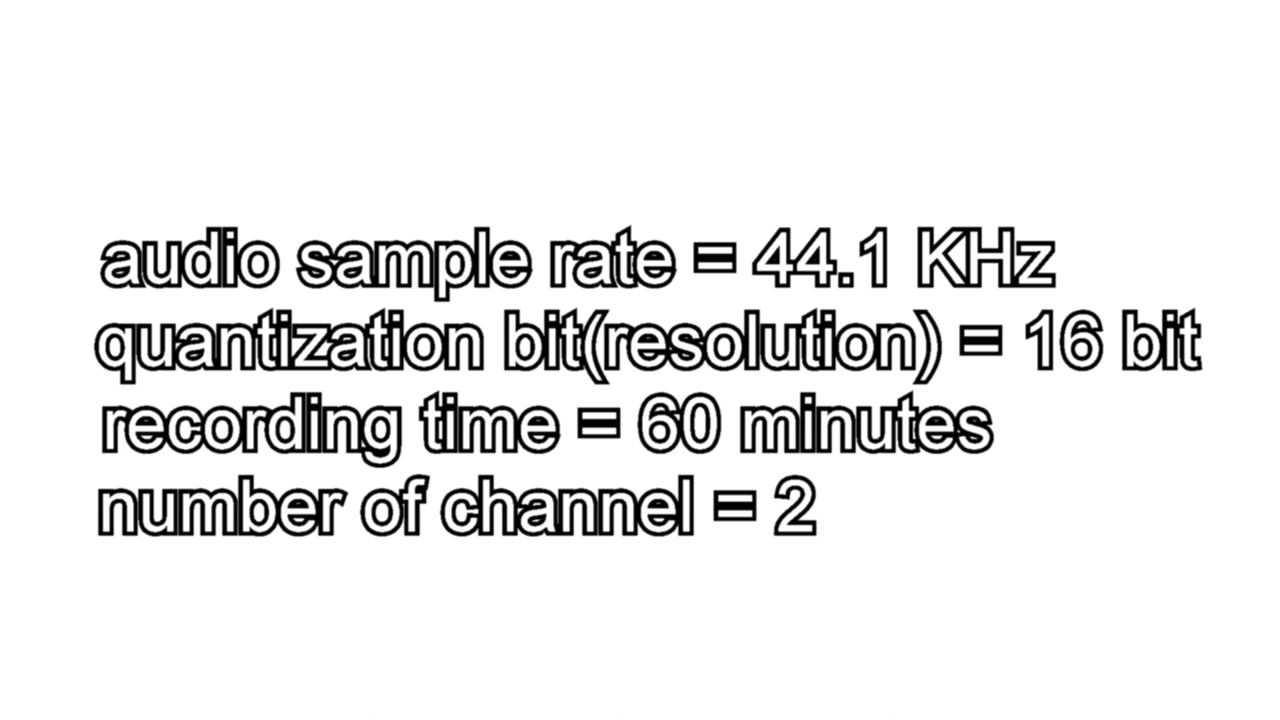 audio sample rate = 44.1 KHz
quantization bit(resolution) = 16 bit
recording time = 60 minutes
number of channel = 2